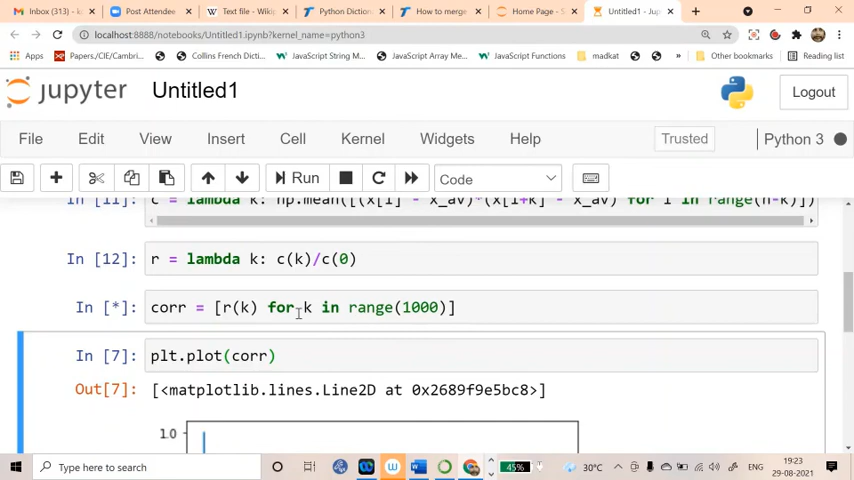 Inbox (313) - k
Post Attendee
Text file - Wiki
Python Diction
How to merge
Home Page - S
Untitled1 - Jup
localhost:8888/notebooks/Untitled1.ipynb?kernel_name=python3
Apps
Papers,/CIE/Cambri...
Collins French Dict...
JavaScript String M...
JavaScript Functions
madkat
»
Other bookmarks
Reading list
jupyter
Untitled1
Logout
File
Edit
View
Insert
Cell
Kernel
Widgets
Help
Trusted
Python 3
Run
Code
In [11]: c = lambda k: np.mean([(x[i] - x_av)*(x[i+k] - x_av) for i in range(n-k)])
In [12]: r = lambda k: c(k)/c(0)
In [*]: corr = [r(k) for k in range(1000)]
In [7]: plt.plot(corr)
Out[7]: [<matplotlib.lines.Line2D at 0x2689f9e5bc8>]
1.0
Type here to search
45%
30°C
ENG
19:23
29-08-2021